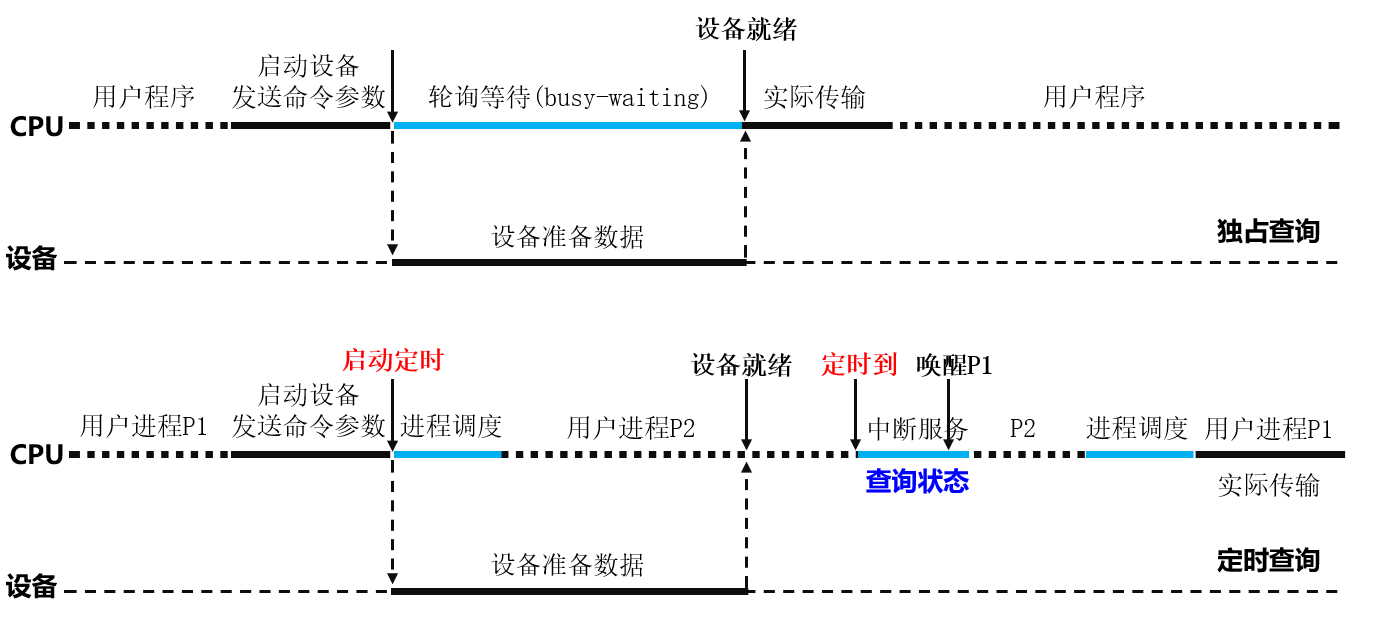 设备就绪
启动设备
发送命令参数
用户程序
轮询等待(busy-waiting)
实际传输
用户程序
CPU
设备准备数据
独占查询
设备
启动定时
设备就绪
定时到
唤醒P1
启动设备
发送命令参数
用户进程P1
进程调度
用户进程P2
中断服务
P2
进程调度
用户进程P1
CPU
查询状态
实际传输
设备准备数据
定时查询
设备